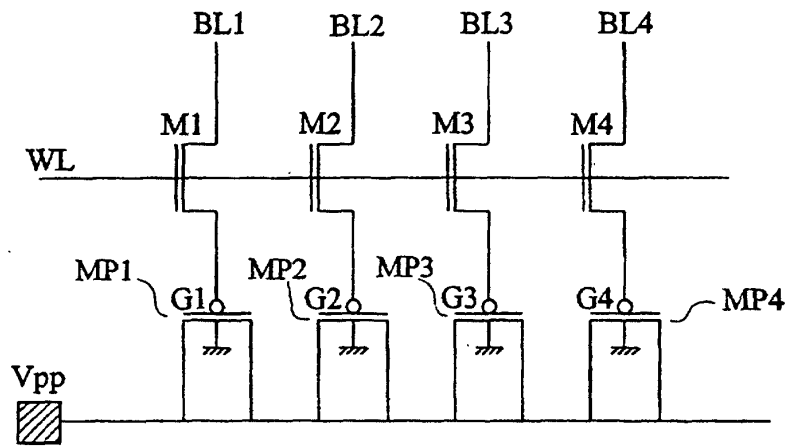 BL1 BL2 BL3 BL4
M1 M2 M3 M4
WL
MP1 G1 MP2 G2 MP3 G3 G4 MP4
Vpp